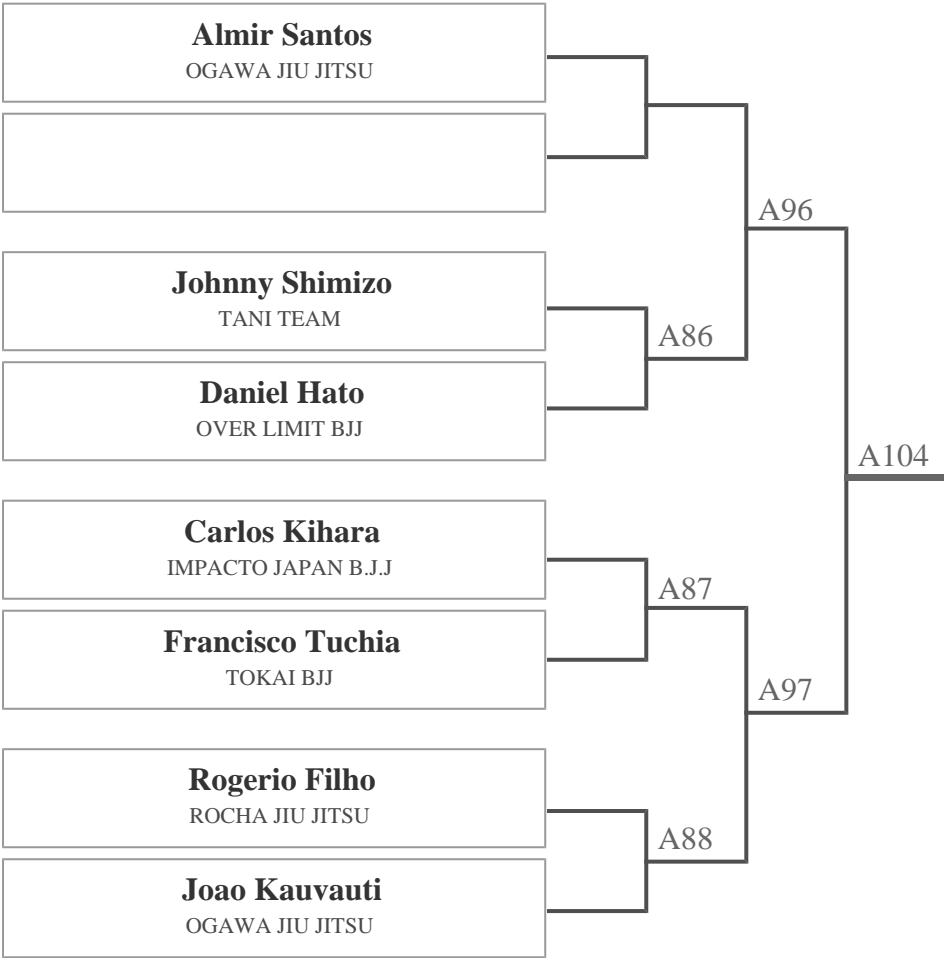 Almir Santos
OGAWA JIU JITSU
A96
Johnny Shimizo
TANI TEAM
A86
Daniel Hato
OVER LIMIT BJJ
A104
Carlos Kihara
IMPACTO JAPAN B.J.J
A87
Francisco Tuchia
TOKAI BJJ
A97
Rogerio Filho
ROCHA JIU JITSU
A88
Joao Kauvauti
OGAWA JIU JITSU